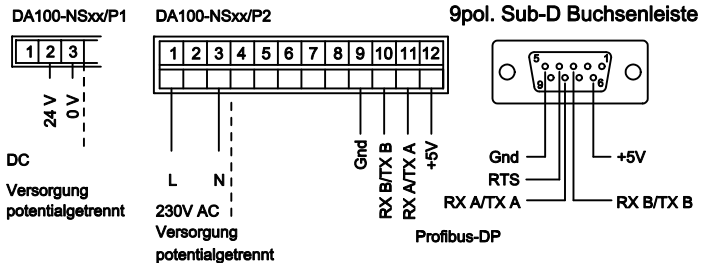 DA100-NSxx/P1
DA100-NSxx/P2
9pol. Sub-D Buchsenleiste
1 2 3
1 2 3 4 5 6 7 8 9 10 11 12
5 1
9 6
24 V
0 V
Gnd
RX B/TX B
RX A/TX A
+5V
DC
Versorgung
potentialgetrennt
L N
230V AC
Versorgung
potentialgetrennt
Gnd +5V
RTS
RX A/TX A RX B/TX B
Profibus-DP